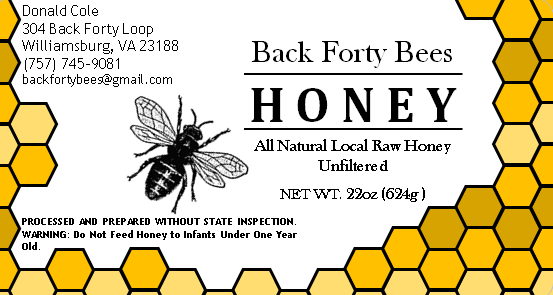 Donald Cole
304 Back Forty Loop
Williamsburg, VA 23188
(757) 745-9081
backfortybees@gmail.com
Back Forty Bees
HONEY
All Natural Local Raw Honey
Unfiltered
NET WT. 22oz (624g)
PROCESSED AND PREPARED WITHOUT STATE INSPECTION.
WARNING: Do Not Feed Honey to Infants Under One Year
Old.